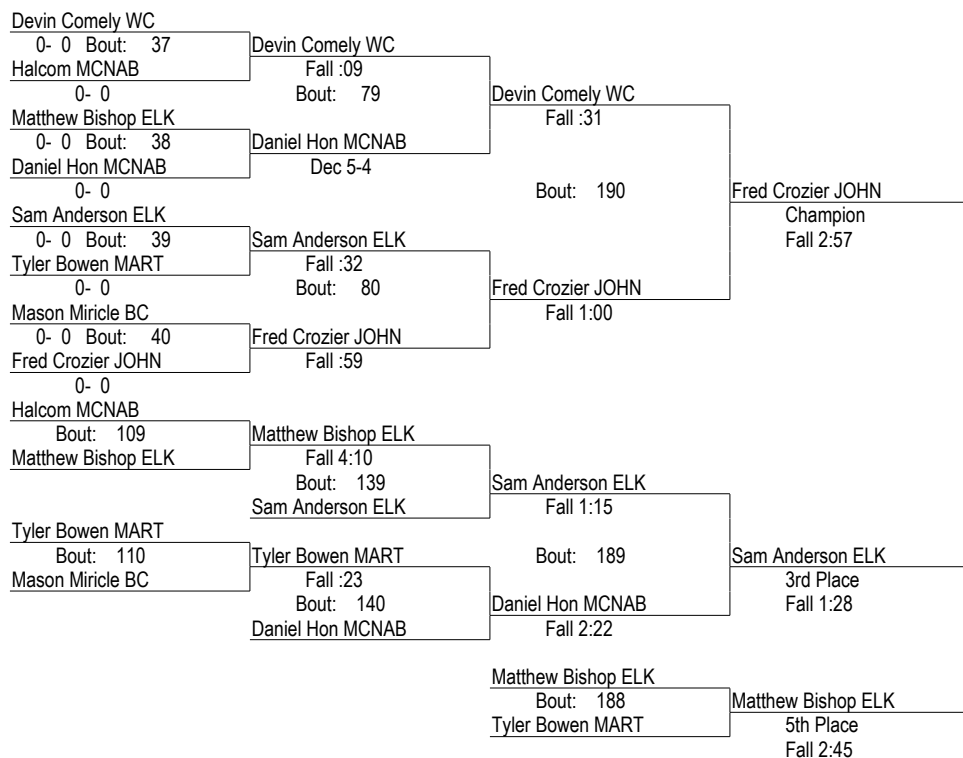 Devin Comely WC
0- 0 Bout: 37
Devin Comely WC
Halcom MCNAB
Fall :09
0- 0
Bout: 79
Devin Comely WC
Matthew Bishop ELK
Fall :31
0- 0 Bout: 38
Daniel Hon MCNAB
Daniel Hon MCNAB
Dec 5-4
0- 0
Bout: 190
Fred Crozier JOHN
Sam Anderson ELK
Champion
0- 0 Bout: 39
Sam Anderson ELK
Fall 2:57
Tyler Bowen MART
Fall :32
0- 0
Bout: 80
Fred Crozier JOHN
Mason Miricle BC
Fall 1:00
0- 0 Bout: 40
Fred Crozier JOHN
Fred Crozier JOHN
Fall :59
0- 0
Halcom MCNAB
Bout: 109
Matthew Bishop ELK
Matthew Bishop ELK
Fall 4:10
Bout: 139
Sam Anderson ELK
Sam Anderson ELK
Fall 1:15
Tyler Bowen MART
Bout: 110
Tyler Bowen MART
Bout: 189
Sam Anderson ELK
Mason Miricle BC
Fall :23
3rd Place
Bout: 140
Daniel Hon MCNAB
Fall 1:28
Daniel Hon MCNAB
Fall 2:22
Matthew Bishop ELK
Bout: 188
Matthew Bishop ELK
Tyler Bowen MART
5th Place
Fall 2:45